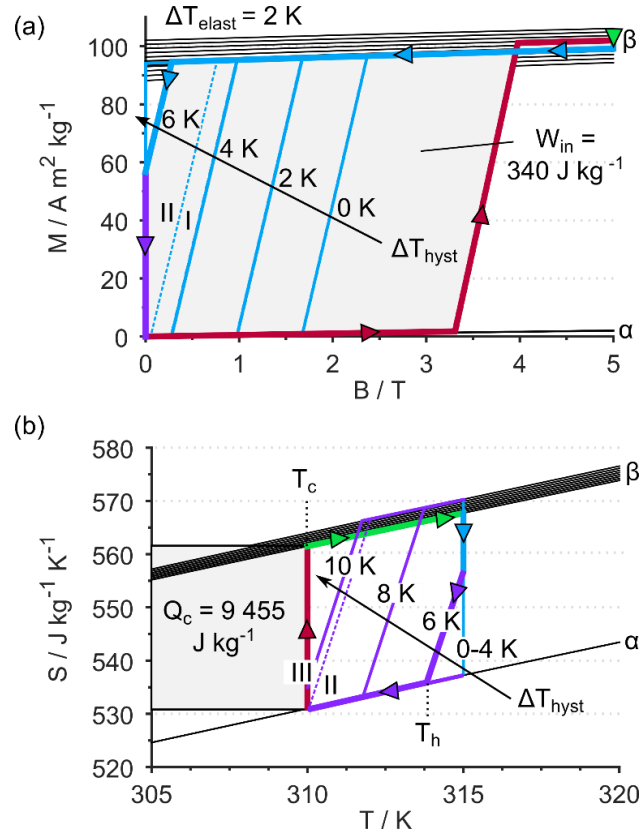 (a)
ΔT_elast = 2 K
β
100
80
60
40
20
0
M / A m² kg⁻¹
6 K
4 K
2 K
0 K
W_in =
340 J kg⁻¹
II
I
ΔT_hyst
α
0
1
2
3
4
5
B / T
(b)
T_c
β
580
570
560
550
540
530
520
S / J kg⁻¹ K⁻¹
10 K
8 K
6 K
0-4 K
Q_c = 9 455
J kg⁻¹
α
III
II
ΔT_hyst
T_h
305
310
315
320
T / K